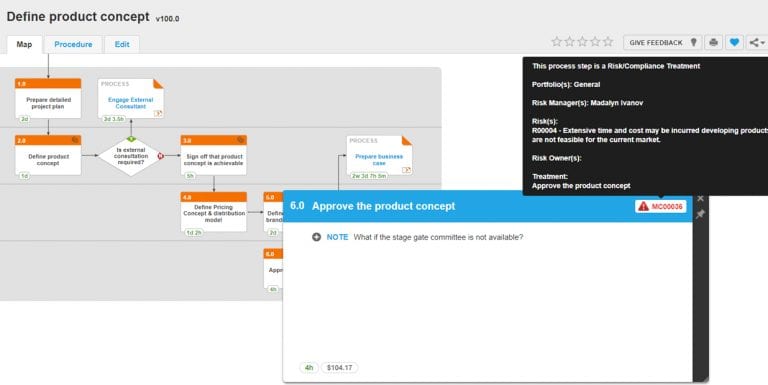 Define product concept v100.0
Map
Procedure
Edit
GIVE FEEDBACK
This process step is a Risk/Compliance Treatment
Portfolio(s): General
Risk Manager(s): Madalyn Ivanov
Risk(s):
R00004 - Extensive time and cost may be incurred developing products
are not feasible for the current market.
Risk Owner(s):
Treatment:
Approve the product concept
1.0
Prepare detailed
project plan
2d
PROCESS
Engage External
Consultant
2d 3.5h
2.0
Define product
concept
1d
Is external
consultation
required?
Y
N
3.0
Sign off that product
concept is achievable
5h
PROCESS
Prepare business
case
2w 3d 7h 5m
4.0
Define Pricing
Concept & distribution
model
1d 2h
5.0
Define
brande
2d
6.0
Appr
4h
6.0 Approve the product concept
MC00036
NOTE What if the stage gate committee is not available?
4h
$104.17